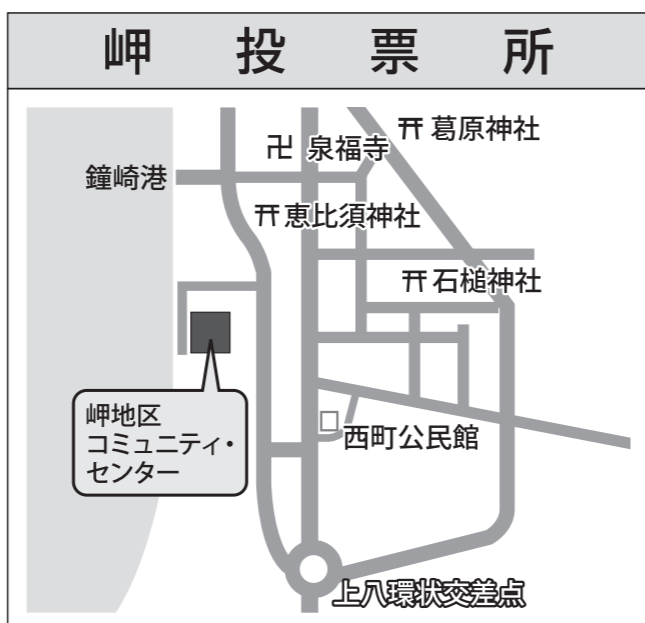 岬投票所
葛原神社
卍 泉福寺
鐘崎港
恵比須神社
石槌神社
岬地区
コミュニティ・
センター
西町公民館
上八環状交差点